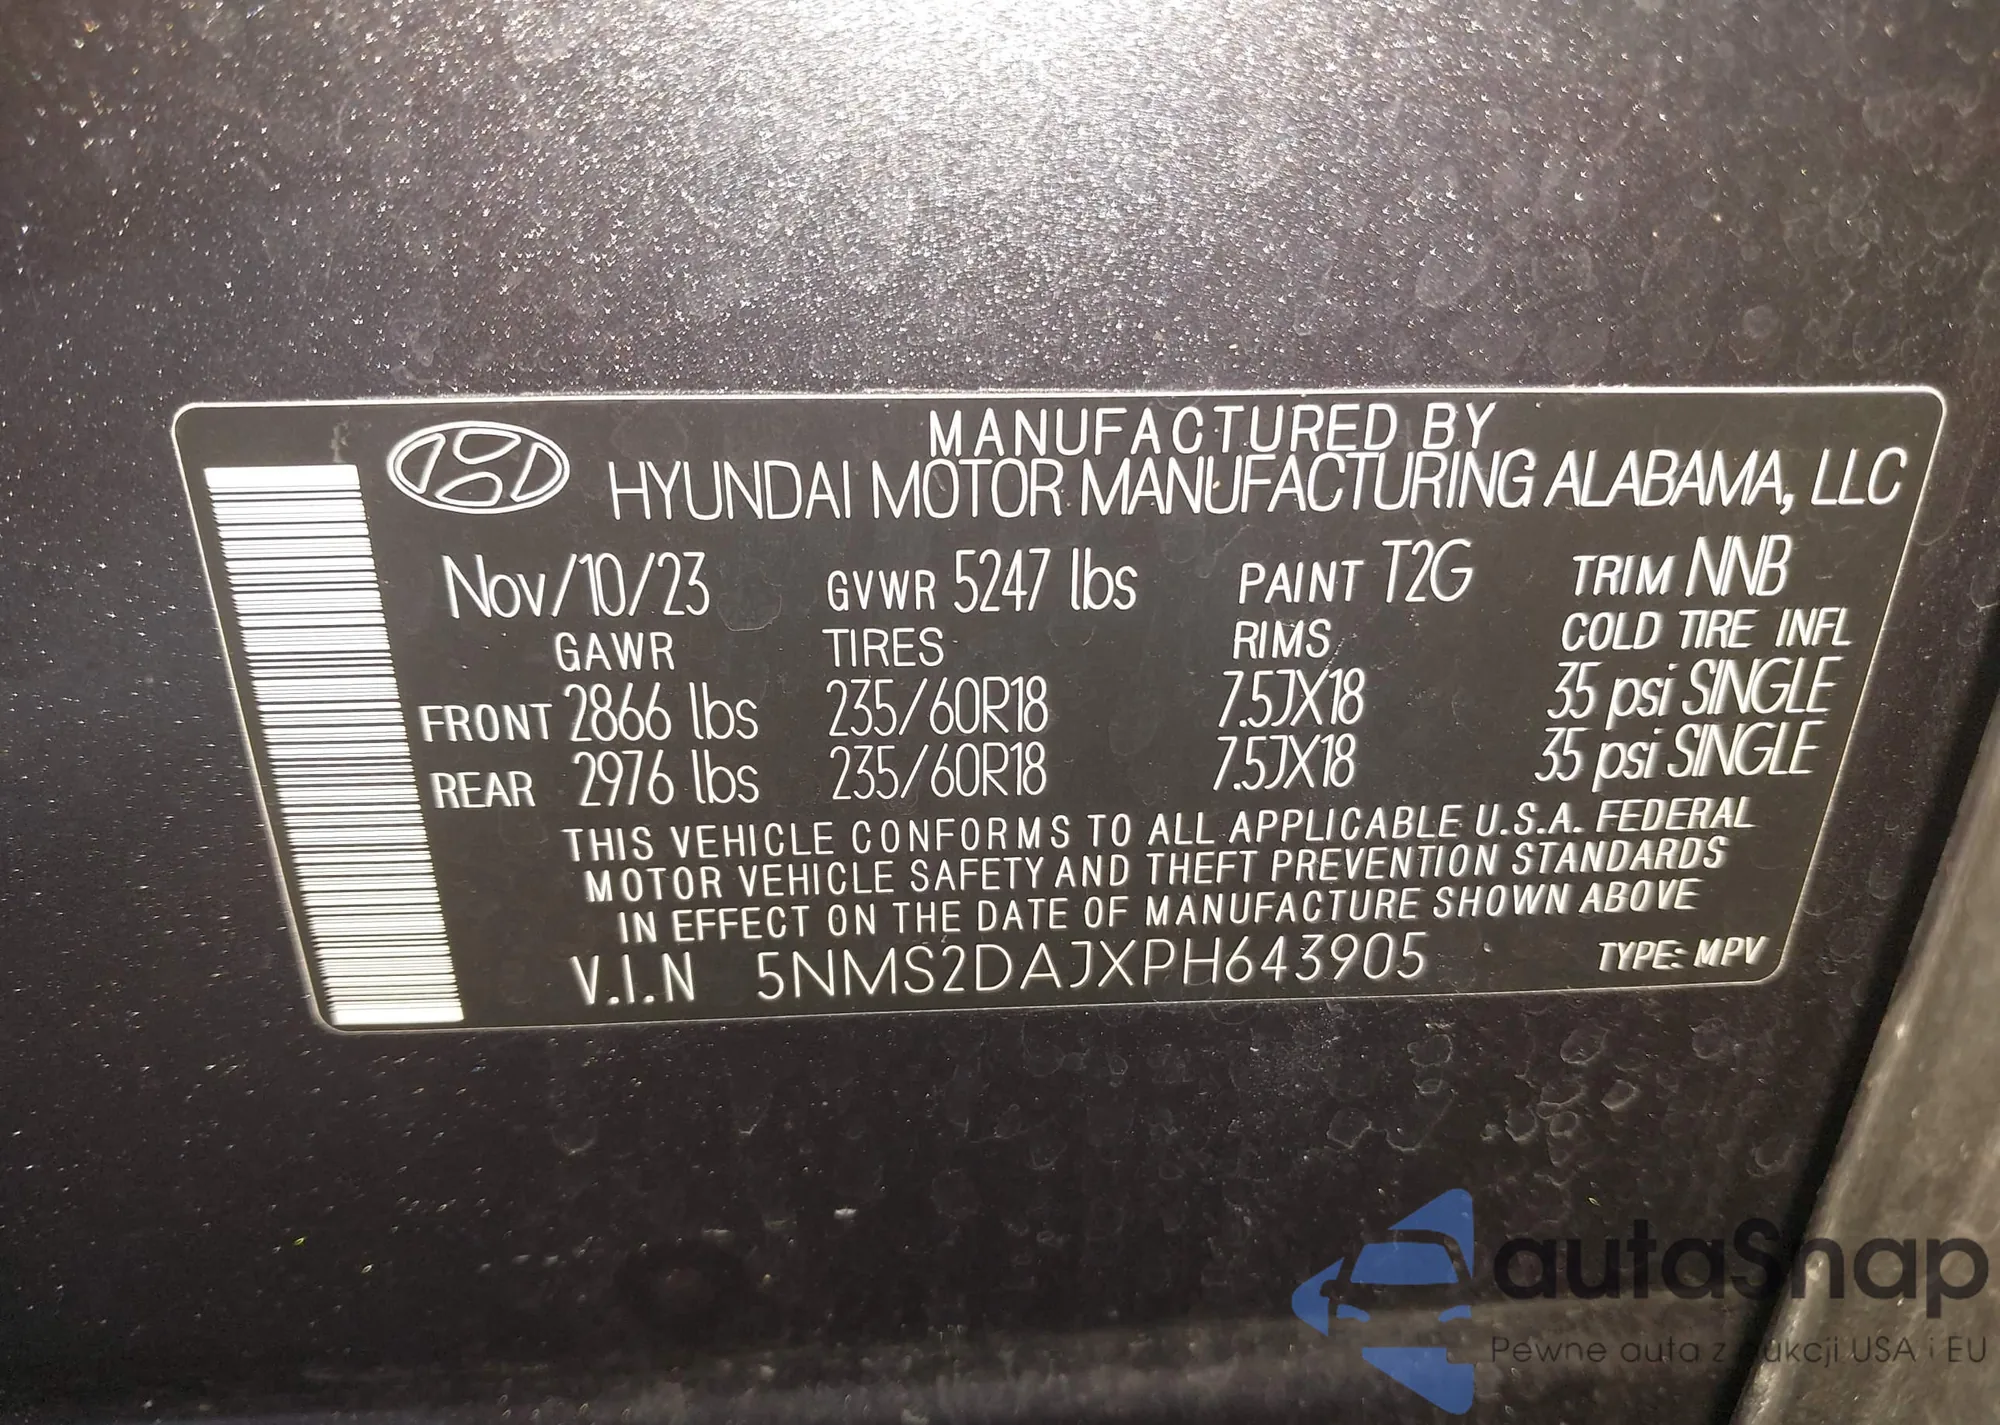 MANUFACTURED BY
HYUNDAI MOTOR MANUFACTURING ALABAMA, LLC
Nov/10/23 GVWR 5247 lbs PAINT T2G TRIM NNB
GAWR TIRES RIMS COLD TIRE INFL
FRONT 2866 lbs 235/60R18 7.5JX18 35 psi SINGLE
REAR 2976 lbs 235/60R18 7.5JX18 35 psi SINGLE
THIS VEHICLE CONFORMS TO ALL APPLICABLE U.S.A. FEDERAL
MOTOR VEHICLE SAFETY AND THEFT PREVENTION STANDARDS
IN EFFECT ON THE DATE OF MANUFACTURE SHOWN ABOVE
V.I.N 5NMS2DAJXPH643905 TYPE: MPV
autaSnap
Pewne auta z aukcji USA i EU